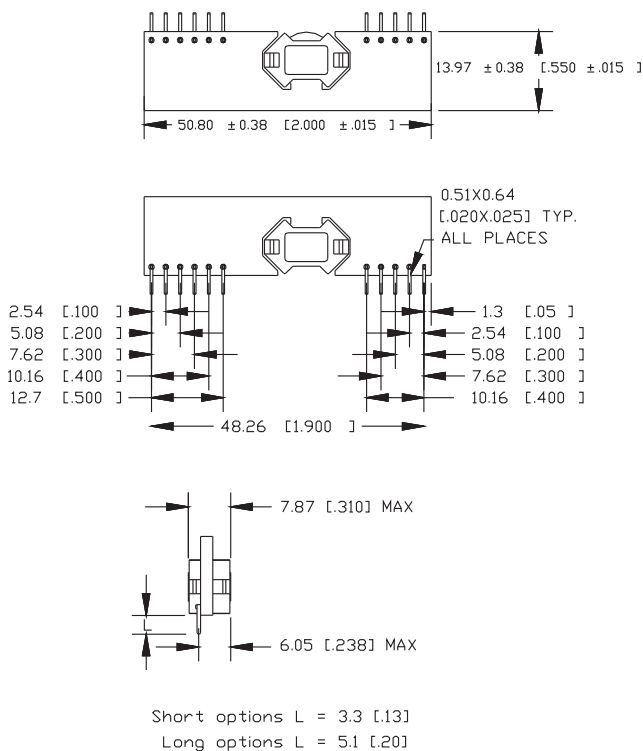 13.97 ±0.38 [.550 ±.015]
50.80 ±0.38 [2.000 ±.015 ]
0.51X0.64
[.020X.025] TYP.
ALL PLACES
2.54 [.100 ]
5.08 [.200 ]
7.62 [.300 ]
10.16 [.400 ]
12.7 [.500 ]
1.3 [.05 ]
2.54 [.100 ]
5.08 [.200 ]
7.62 [.300 ]
10.16 [.400 ]
48.26 [1.900 ]
7.87 [.310] MAX
L
6.05 [.238] MAX
Short options L = 3.3 [.13]
Long options L = 5.1 [.20]